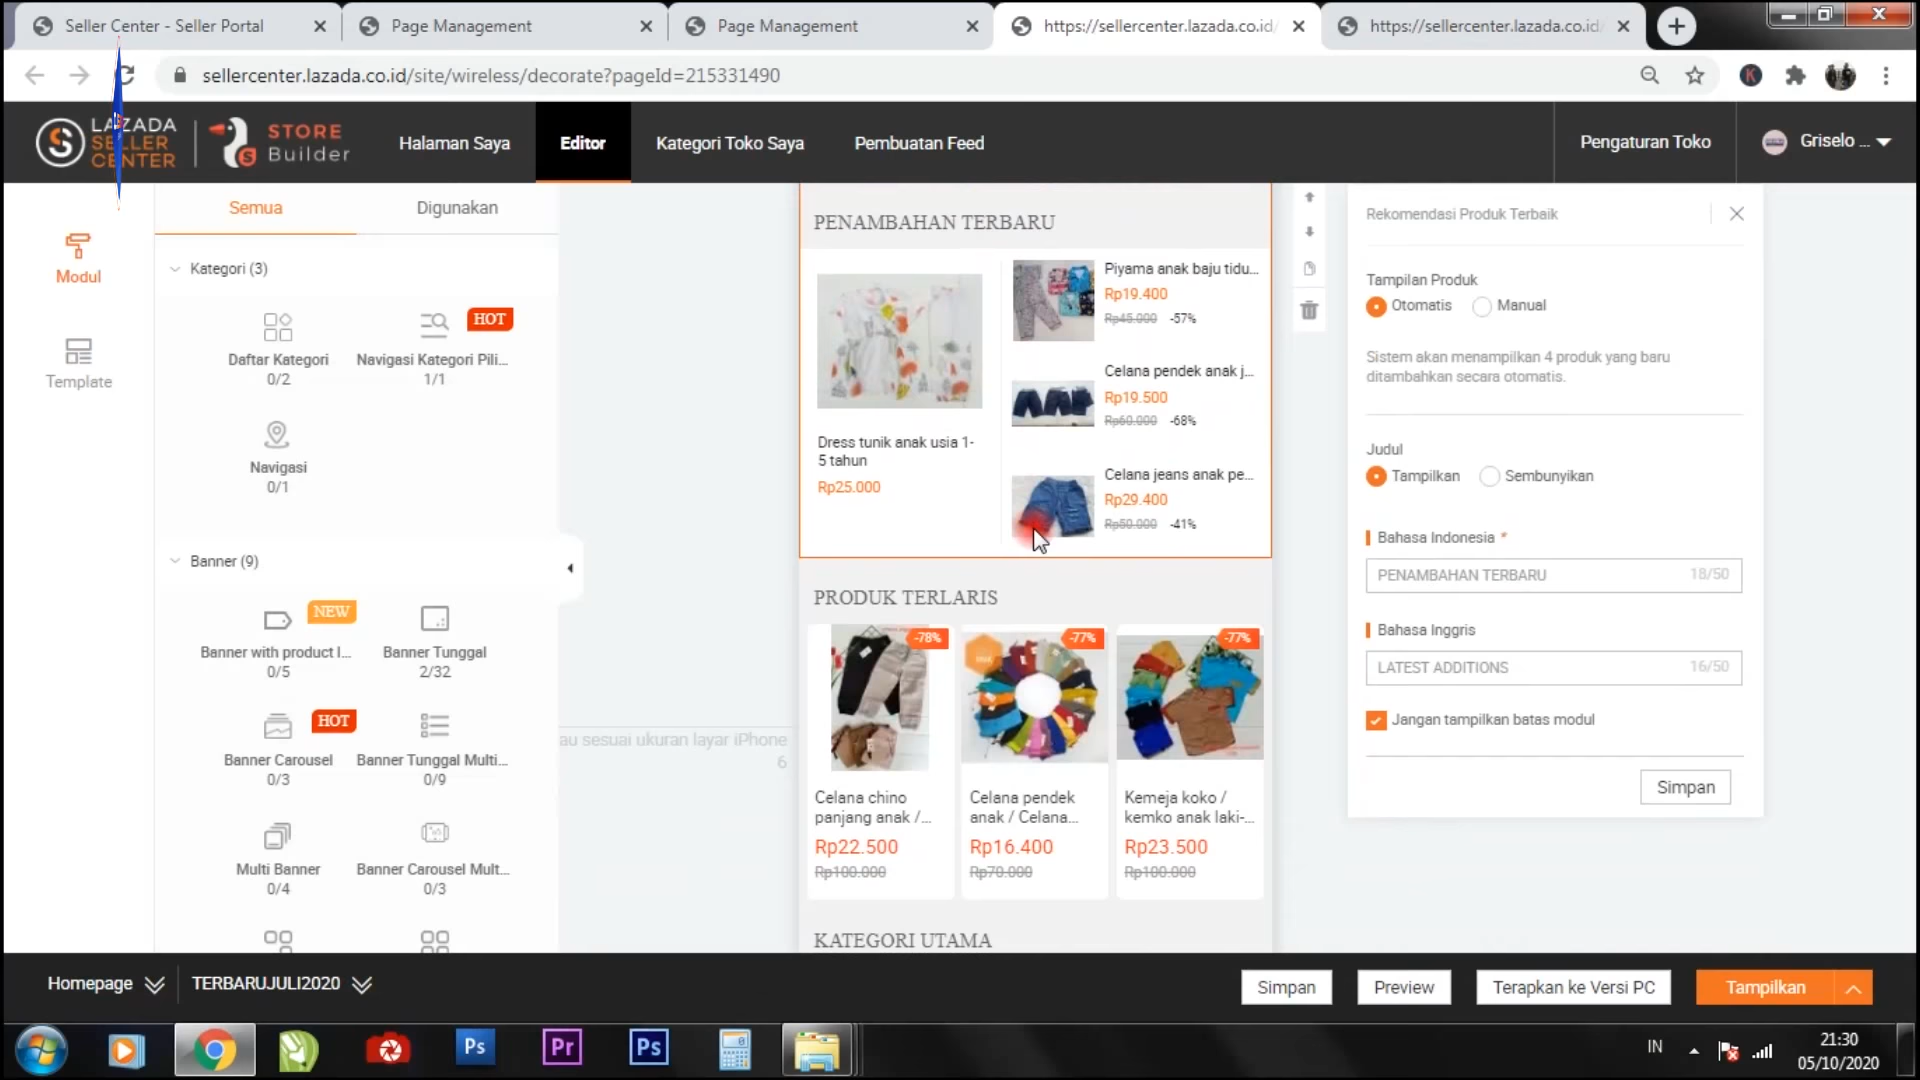 Seller Center - Seller Portal
Page Management
Page Management
https://sellercenter.lazada.co.id/
https://sellercenter.lazada.co.id/
sellercenter.lazada.co.id/site/wireless/decorate?pageId=215331490
K
LAZADA
SELLER
CENTER
STORE
Builder
Halaman Saya
Editor
Kategori Toko Saya
Pembuatan Feed
Pengaturan Toko
Griselo ...
Modul
Template
Semua
Digunakan
Kategori (3)
HOT
Daftar Kategori
0/2
Navigasi Kategori Pili...
1/1
Navigasi
0/1
Banner (9)
NEW
Banner with product I...
0/5
Banner Tunggal
2/32
HOT
Banner Carousel
0/3
Banner Tunggal Multi...
0/9
Multi Banner
0/4
Banner Carousel Mult...
0/3
au sesuai ukuran layar iPhone
6
PENAMBAHAN TERBARU
Dress tunik anak usia 1-
5 tahun
Rp25.000
Piyama anak baju tidu...
Rp19.400
Rp45.000 -57%
Celana pendek anak j...
Rp19.500
Rp60.000 -68%
Celana jeans anak pe...
Rp29.400
Rp50.000 -41%
PRODUK TERLARIS
-78%
-77%
-77%
Celana chino
panjang anak /...
Rp22.500
Rp100.000
Celana pendek
anak / Celana...
Rp16.400
Rp70.000
Kemeja koko /
kemko anak laki-...
Rp23.500
Rp100.000
KATEGORI UTAMA
Rekomendasi Produk Terbaik
Tampilan Produk
Otomatis
Manual
Sistem akan menampilkan 4 produk yang baru
ditambahkan secara otomatis.
Judul
Tampilkan
Sembunyikan
Bahasa Indonesia *
PENAMBAHAN TERBARU 18/50
Bahasa Inggris
LATEST ADDITIONS 16/50
Jangan tampilkan batas modul
Simpan
Homepage
TERBARUJULI2020
Simpan
Preview
Terapkan ke Versi PC
Tampilkan
Ps
Pr
Ps
IN
21:30
05/10/2020